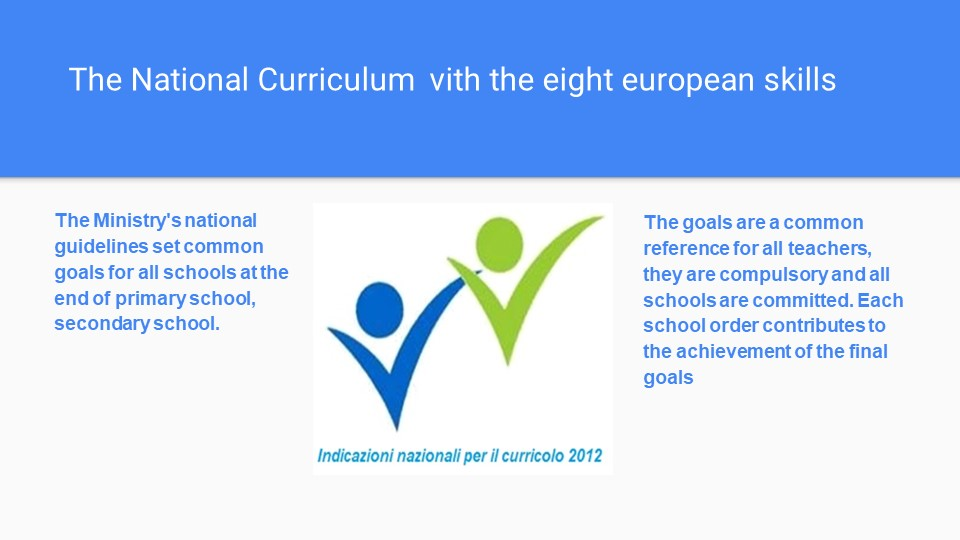 The National Curriculum vith the eight european skills
The Ministry's national
guidelines set common
goals for all schools at the
end of primary school,
secondary school.
Indicazioni nazionali per il curricolo 2012
The goals are a common
reference for all teachers,
they are compulsory and all
schools are committed. Each
school order contributes to
the achievement of the final
goals